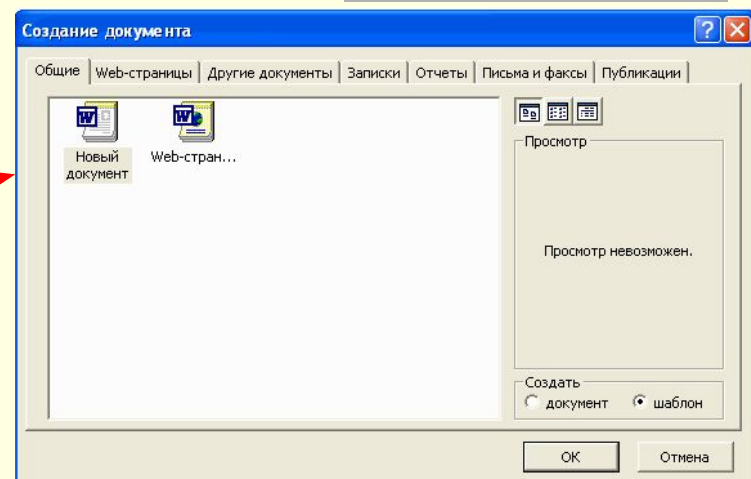 Создание документа
Общие Web-страницы Другие документы Записки Отчеты Письма и факсы Публикации
Новый документ
Web-стран...
Просмотр
Просмотр невозможен.
Создать
документ шаблон
ОК Отмена